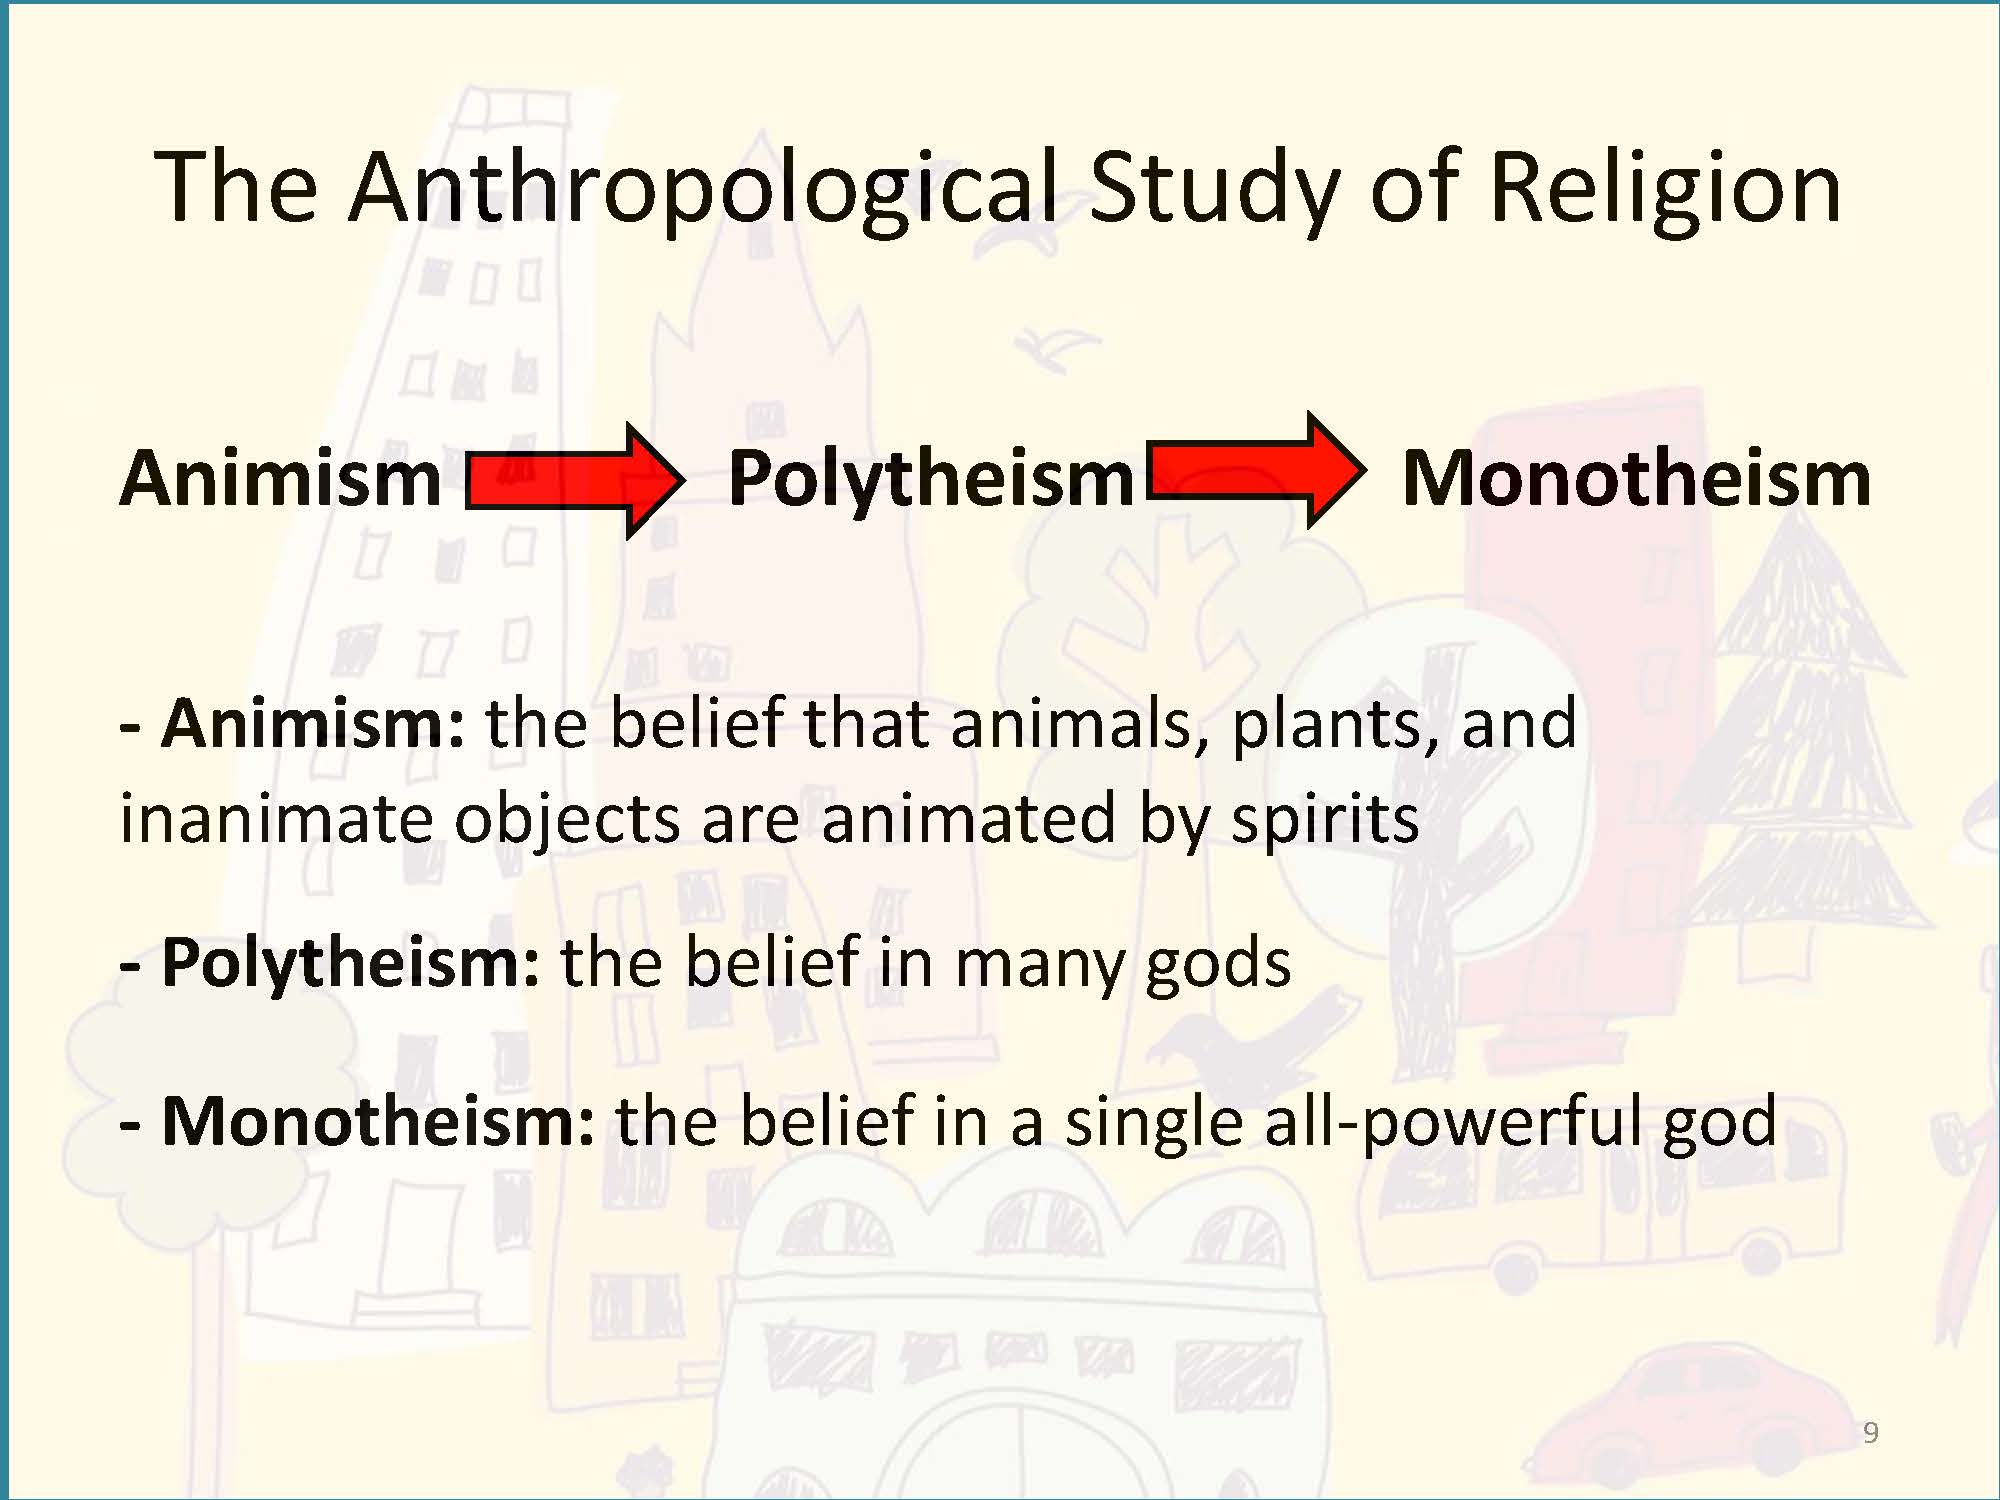 The Anthropological Study of Religion
Animism Polytheism Monotheism
- Animism: the belief that animals, plants, and
inanimate objects are animated by spirits
- Polytheism: the belief in many gods
- Monotheism: the belief in a single all-powerful god
9